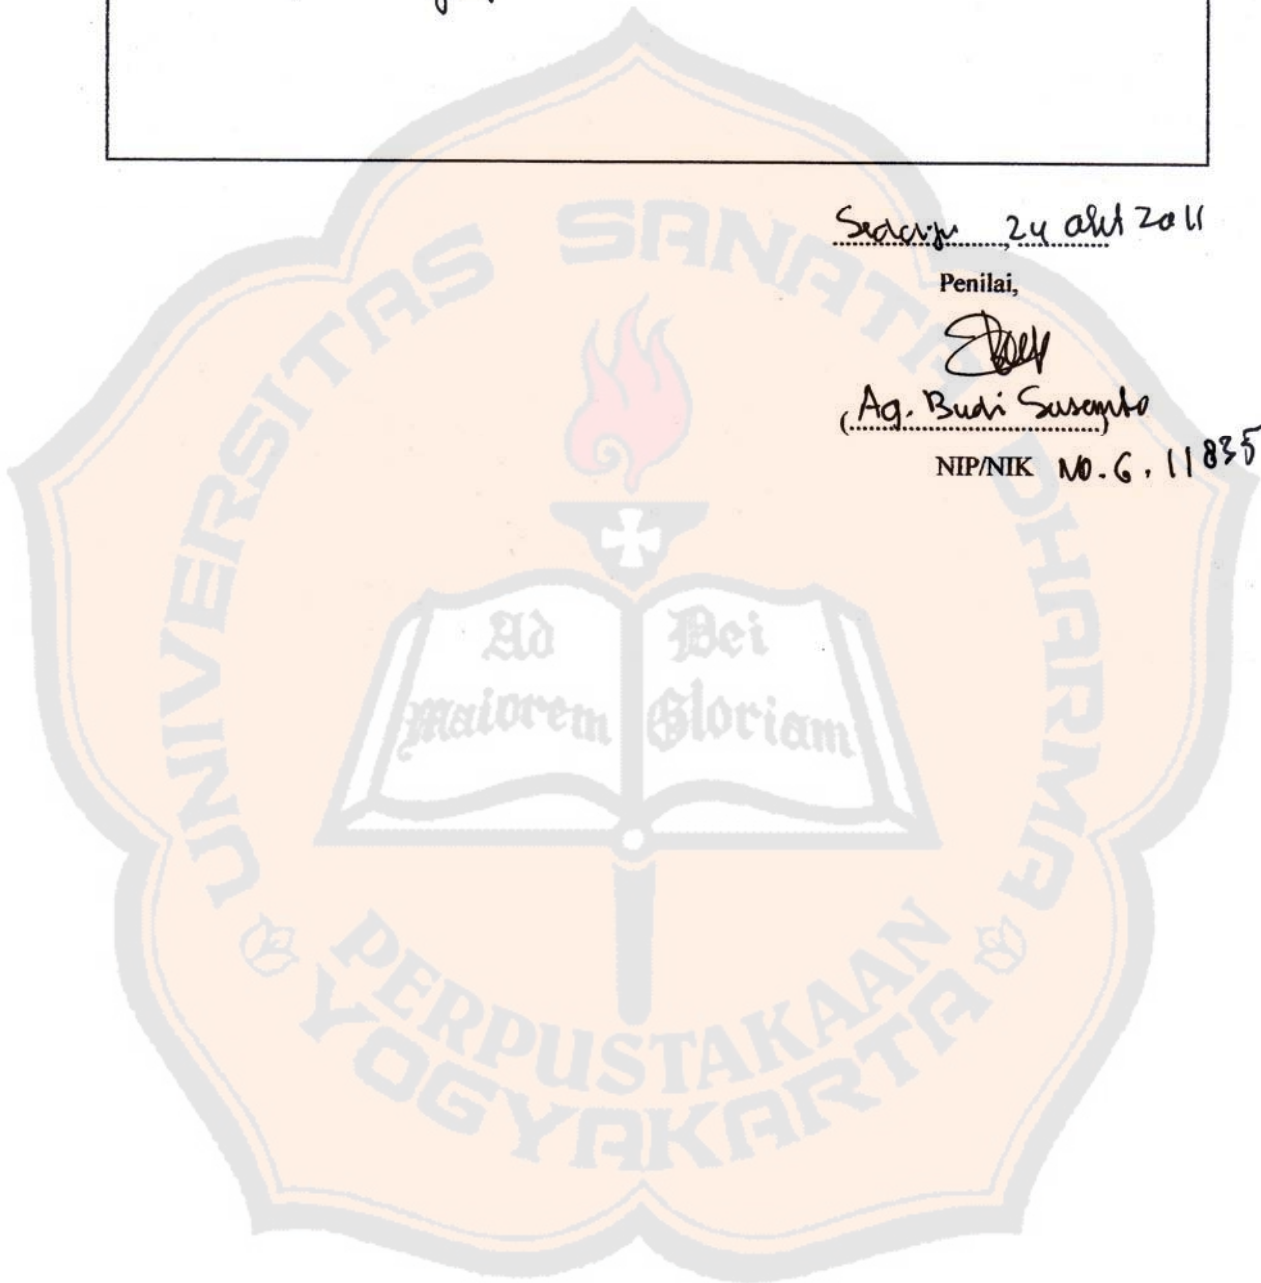 Sedayu, 24 Okt 2011
Penilai,
(Ag. Budi Susanto)
NIP/NIK NO. G. 11835
UNIVERSITAS SANATA DHARMA
Ad Dei
maiorem Gloriam
PERPUSTAKAAN
YOGYAKARTA